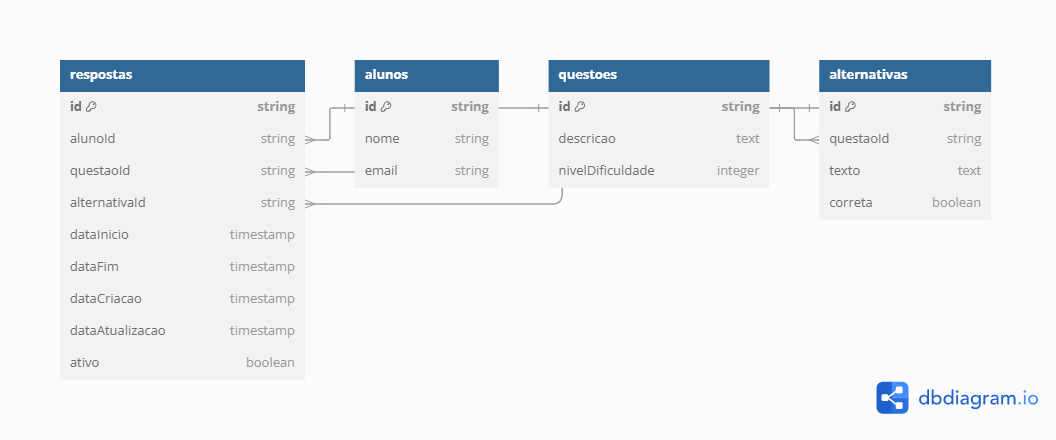 respostas
id string
alunoId string
questaoId string
alternativaId string
dataInicio timestamp
dataFim timestamp
dataCriacao timestamp
dataAtualizacao timestamp
ativo boolean
alunos
id string
nome string
email string
questoes
id string
descricao text
nivelDificuldade integer
alternativas
id string
questaoId string
texto text
correta boolean
dbdiagram.io